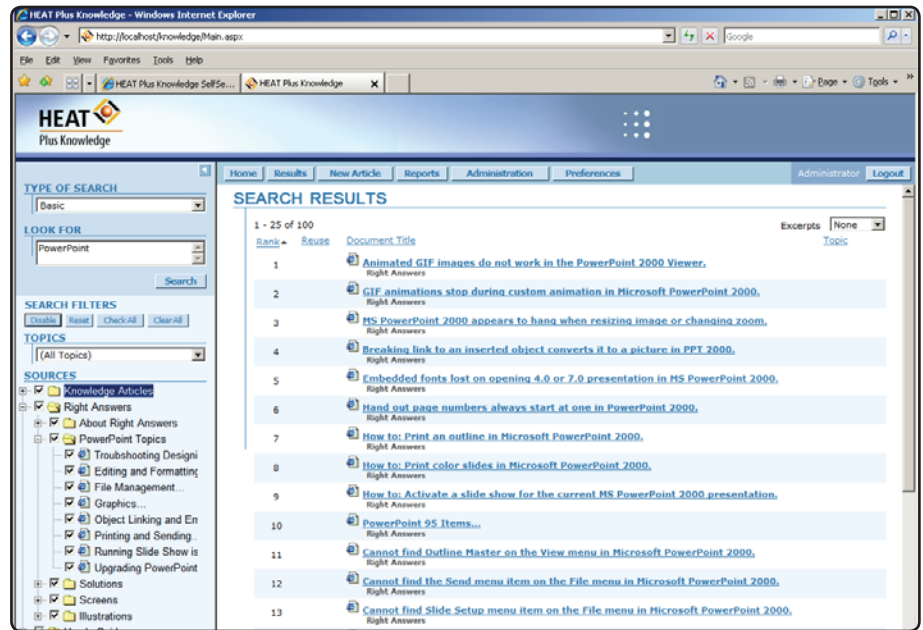 HEAT Plus Knowledge - Windows Internet Explorer
http://localhost/knowledge/Main.aspx
Google
File Edit View Favorites Tools Help
HEAT Plus Knowledge SelfSe...
HEAT Plus Knowledge
Page
Tools
HEAT
Plus Knowledge
Home
Results
New Article
Reports
Administration
Preferences
Administrator
Logout
TYPE OF SEARCH
Basic
LOOK FOR
PowerPoint
Search
SEARCH FILTERS
Disable
Reset
Check All
Clear All
TOPICS
(All Topics)
SOURCES
Knowledge Articles
Right Answers
About Right Answers
PowerPoint Topics
Troubshooting Designi
Editing and Formatting
File Management...
Graphics...
Object Linking and Em
Printing and Sending..
Running Slide Show is
Upgrading PowerPoint
Solutions
Screens
Illustrations
SEARCH RESULTS
1 - 25 of 100
Excerpts None
Rank Reuse Document Title Topic
1 Animated GIF images do not work in the PowerPoint 2000 Viewer.
Right Answers
2 GIF animations stop during custom animation in Microsoft PowerPoint 2000.
Right Answers
3 MS PowerPoint 2000 appears to hang when resizing image or changing zoom.
Right Answers
4 Breaking link to an inserted object converts it to a picture in PPT 2000.
Right Answers
5 Embedded fonts lost on opening 4.0 or 7.0 presentation in MS PowerPoint 2000.
Right Answers
6 Hand out page numbers always start at one in PowerPoint 2000.
Right Answers
7 How to: Print an outline in Microsoft PowerPoint 2000.
Right Answers
8 How to: Print color slides in Microsoft PowerPoint 2000.
Right Answers
9 How to: Activate a slide show for the current MS PowerPoint 2000 presentation.
Right Answers
10 PowerPoint 95 Items...
Right Answers
11 Cannot find Outline Master on the View menu in Microsoft PowerPoint 2000.
Right Answers
12 Cannot find the Send menu item on the File menu in Microsoft PowerPoint 2000.
Right Answers
13 Cannot find Slide Setup menu item on the File menu in Microsoft PowerPoint 2000.
Right Answers